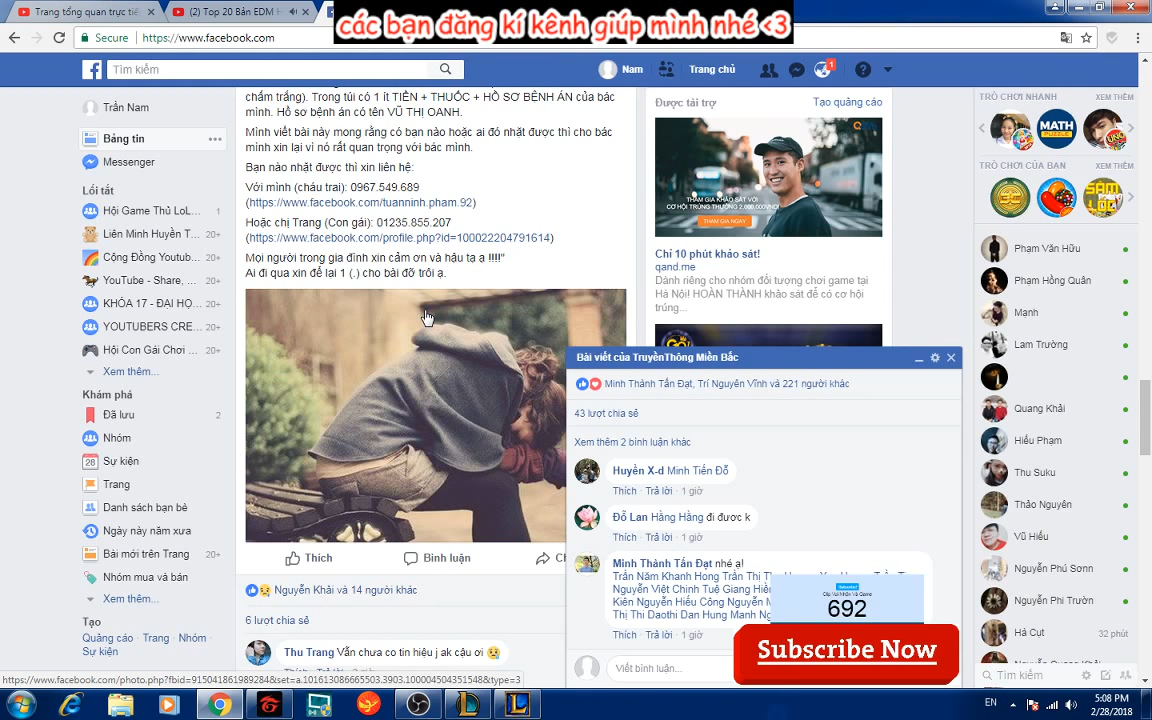 Trang tổng quan trực tiế
(2) Top 20 Bản EDM H
các bạn đăng kí kênh giúp mình nhé <3
Secure
https://www.facebook.com
Tìm kiếm
Nam
Trang chủ
1
Trần Nam
Bảng tin
Messenger
Lối tắt
Hội Game Thủ LoL... 1
Liên Minh Huyền T... 20+
Cộng Đồng Youtub... 20+
YouTube - Share, ... 20+
KHÓA 17 - ĐẠI HỌ... 20+
YOUTUBERS CRE... 20+
Hội Con Gái Chơi ... 20+
Xem thêm...
Khám phá
Đã lưu 2
Nhóm
28 Sự kiện
Trang
Danh sách bạn bè
Ngày này năm xưa
Bài mới trên Trang 20+
Nhóm mua và bán
Xem thêm...
Tạo
Quảng cáo · Trang · Nhóm ·
Sự kiện
chấm trắng). Trong túi có 1 ít TIỀN + THUỐC + HỒ SƠ BỆNH ÁN của bác
mình. Hồ sơ bệnh án có tên VŨ THỊ OANH.
Mình viết bài này mong rằng có bạn nào hoặc ai đó nhặt được thì cho bác
mình xin lại vì nó rất quan trọng với bác mình.
Bạn nào nhặt được thì xin liên hệ:
Với mình (cháu trai): 0967.549.689
(https://www.facebook.com/tuanninh.pham.92)
Hoặc chị Trang (Con gái): 01235.855.207
(https://www.facebook.com/profile.php?id=100022204791614)
Mọi người trong gia đình xin cảm ơn và hậu tạ ạ !!!!"
Ai đi qua xin để lại 1 (.) cho bài đỡ trôi ạ.
Thích
Bình luận
Nguyễn Khải và 14 người khác
6 lượt chia sẻ
Thu Trang Vẫn chưa co tin hiệu j ak cậu ơi
https://www.facebook.com/photo.php?fbid=915041861989284&set=a.101613086665503.3903.100004504351548&type=3
Được tài trợ
Tạo quảng cáo
THAM GIA KHẢO SÁT VỚI
CƠ HỘI TRÚNG THƯỞNG 2.000.000VND!
THAM GIA NGAY
Chỉ 10 phút khảo sát!
qand.me
Dành riêng cho nhóm đối tượng chơi game tại
Hà Nội! HOÀN THÀNH khảo sát để có cơ hội
trúng...
Bài viết của TruyềnThông Miền Bắc
Minh Thành Tấn Đạt, Trí Nguyên Vĩnh và 221 người khác
43 lượt chia sẻ
Xem thêm 2 bình luận khác
Huyền X-d Minh Tiến Đỗ
Thích · Trả lời · 1 giờ
Đỗ Lan Hằng Hằng đi được k
Thích · Trả lời · 1 giờ
Minh Thành Tấn Đạt nhé ạ!
Trần Năm Khanh Hong Trần Thị
Nguyễn Việt Chinh Tuệ Giang
Kiên Nguyễn Hiếu Công Nguyễn
Thị Thi Daothi Dan Hung Manh
Thích · Trả lời · 1 giờ
Viết bình luận...
692
Subscribe Now
TRÒ CHƠI NHANH
XEM THÊM
MATH
PUZZLE
UNO
TRÒ CHƠI CỦA BẠN
XEM THÊM
Phạm Văn Hữu
Phạm Hồng Quân
Mạnh
Lam Trường
Quang Khải
Hiếu Phạm
Thu Suku
Thảo Nguyên
Vũ Hiếu
Nguyễn Phú Sơnn
Nguyễn Phi Trườn
Hà Cụt 32 phút
Tìm kiếm
EN
5:08 PM
2/28/2018